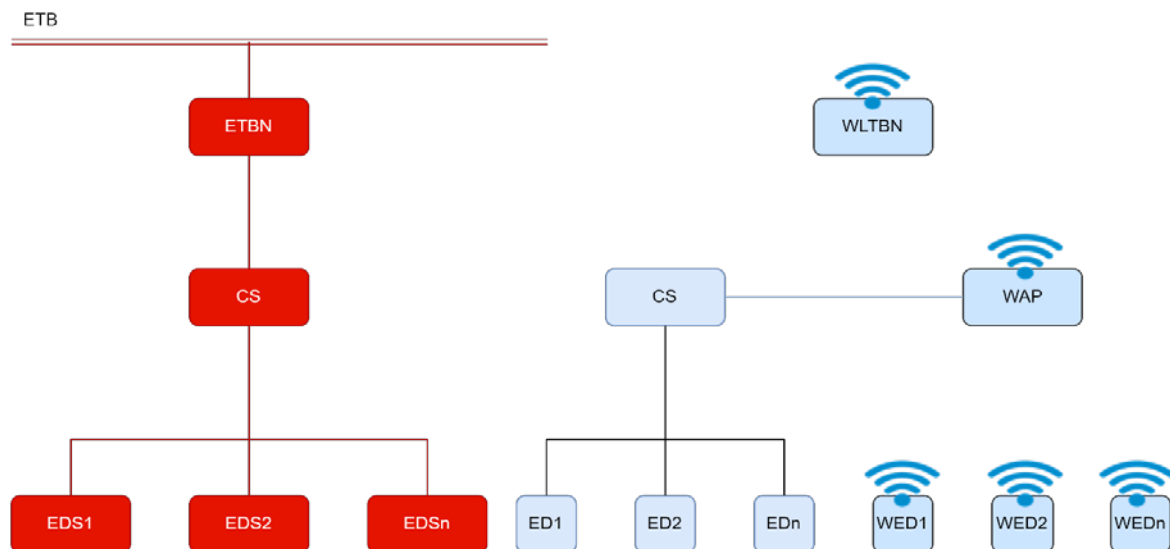 ETB
ETBN
WLTBN
CS
CS
WAP
EDS1
EDS2
EDSn
ED1
ED2
EDn
WED1
WED2
WEDn